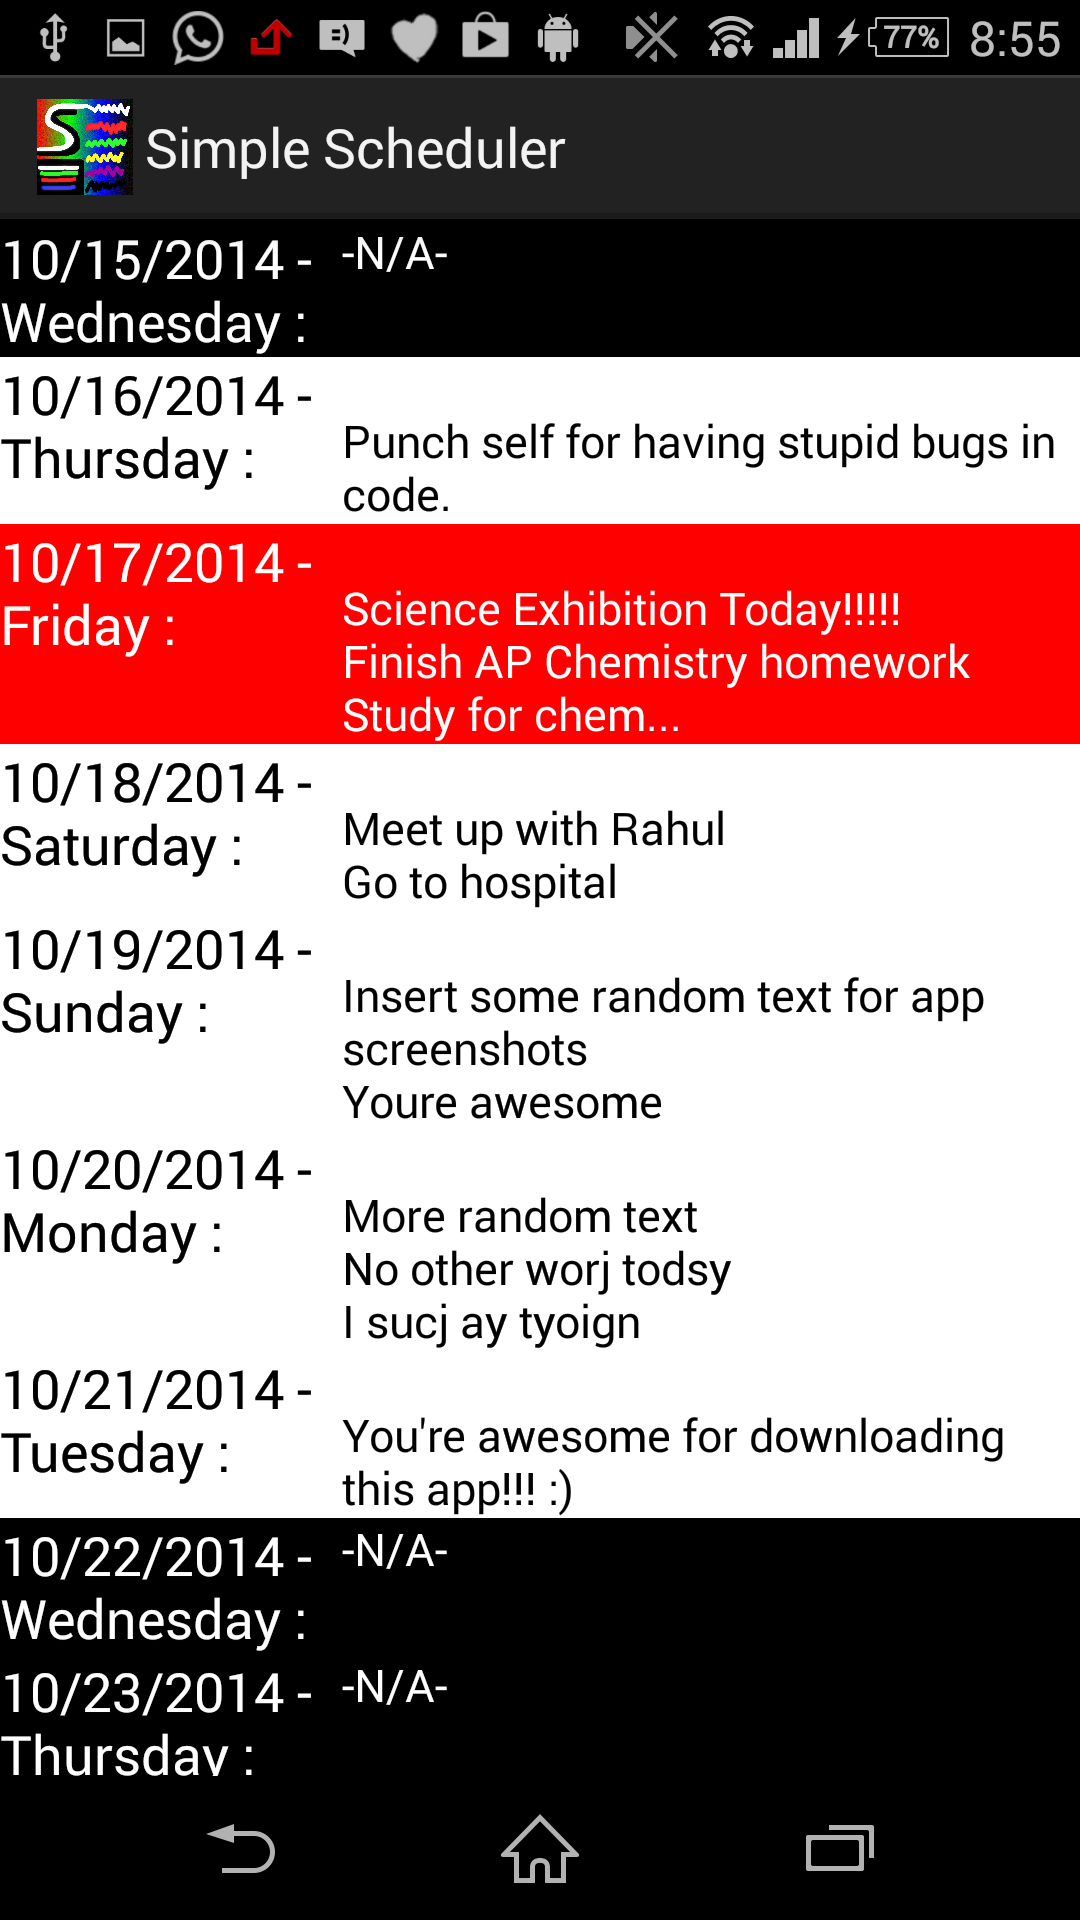 77% 8:55
Simple Scheduler
10/15/2014 - -N/A-
Wednesday :
10/16/2014 -
Thursday :
Punch self for having stupid bugs in
code.
10/17/2014 -
Friday :
Science Exhibition Today!!!!!
Finish AP Chemistry homework
Study for chem...
10/18/2014 -
Saturday :
Meet up with Rahul
Go to hospital
10/19/2014 -
Sunday :
Insert some random text for app
screenshots
Youre awesome
10/20/2014 -
Monday :
More random text
No other worj todsy
I sucj ay tyoign
10/21/2014 -
Tuesday :
You're awesome for downloading
this app!!! :)
10/22/2014 - -N/A-
Wednesday :
10/23/2014 - -N/A-
Thursday :